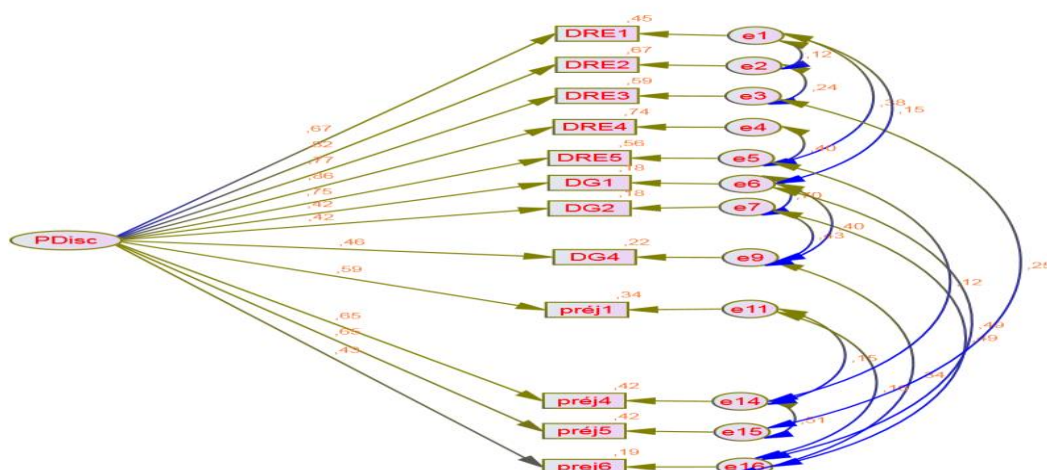 ,45
DRE1 e1
,12
,67
DRE2 e2
,59
,24
DRE3 e3
,38
,15
,74
DRE4 e4
,67
,56
,40
DRE5 e5
,77
,18
,86
DG1 e6
,75
,18
,70
,42
DG2 e7
,42
,40
PDisc
,46
,22
DG4 e9
,12
,59
,34
préj1 e11
,49
,65
,15
,65
,43
,42
préj4 e14
,42
préj5 e15
,19
prej6 e16